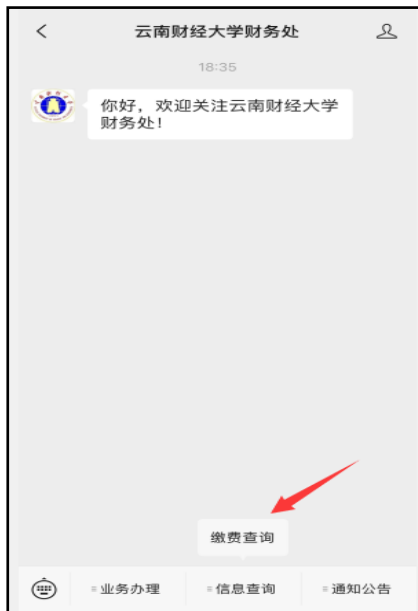 云南财经大学财务处
18:35
你好，欢迎关注云南财经大学
财务处！
缴费查询
业务办理
信息查询
通知公告